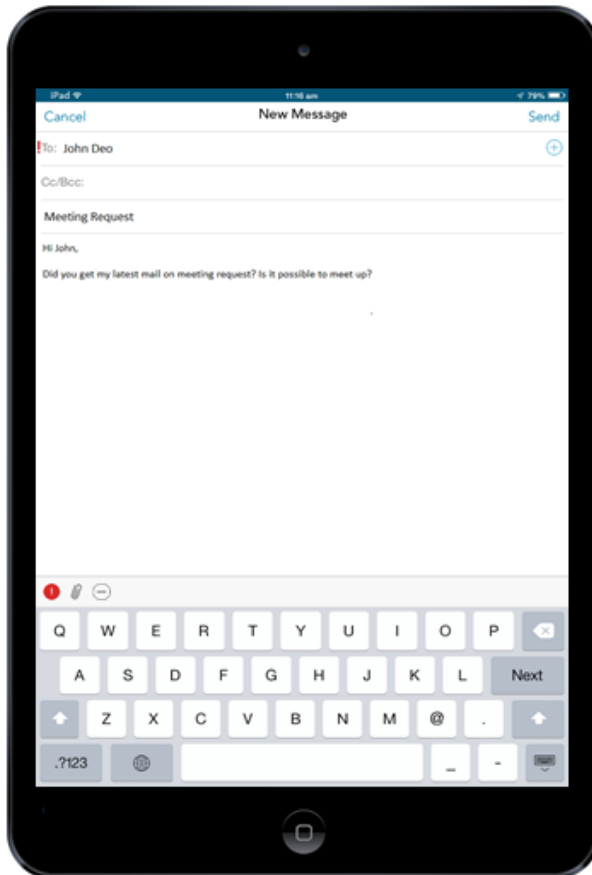 iPad 11:16 am 79%
Cancel New Message Send
!To: John Deo
Cc/Bcc:
Meeting Request
Hi John,
Did you get my latest mail on meeting request? Is it possible to meet up?
!
Q W E R T Y U I O P
A S D F G H J K L Next
Z X C V B N M @ .
.?123 _ -